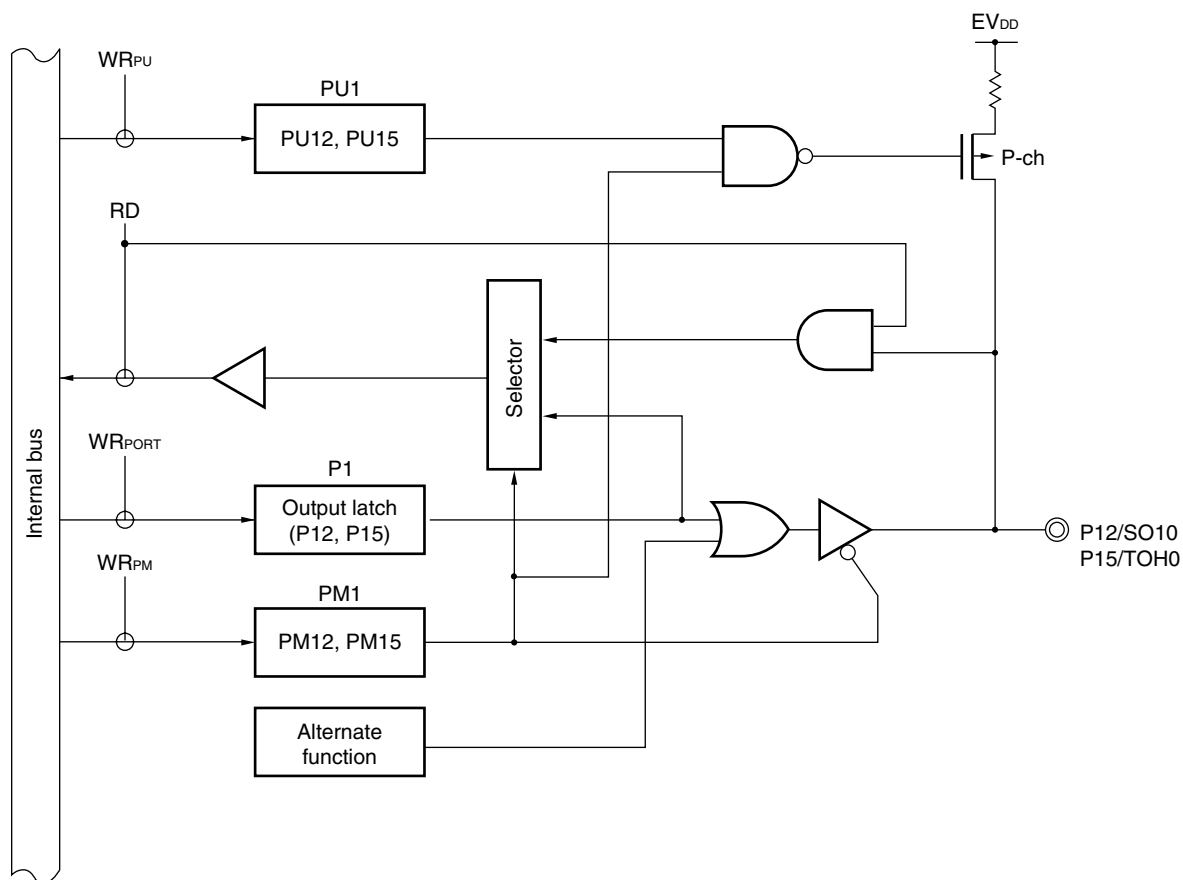 EVDD
WRPU
PU1
PU12, PU15
P-ch
RD
Selector
WRPORT
P1
Output latch
(P12, P15)
P12/SO10
P15/TOH0
WRPM
PM1
PM12, PM15
Alternate
function
Internal bus